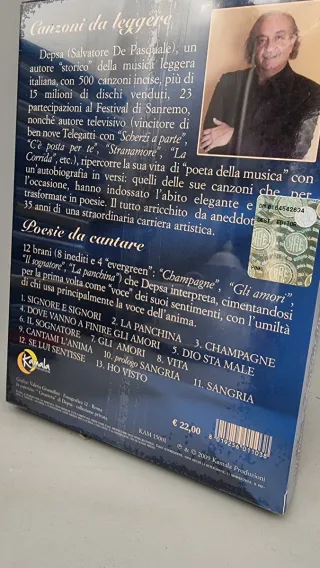 Canzoni da leggere
Depsa (Salvatore De Pasquale), un
autore "storico" della musica leggera
italiana, con 500 canzoni incise, più di
15 milioni di dischi venduti, 23
partecipazioni al Festival di Sanremo,
nonché autore televisivo (vincitore di
ben nove Telegatti con "Scherzi a parte",
"C'è posta per te", "Stranamore", "La
Corrida", etc.), ripercorre la sua vita di "poeta della musica" con
un'autobiografia in versi: quelli delle sue canzoni che, per
l'occasione, hanno indossato l'abito elegante e
trasformate in poesie. Il tutto arricchito da aneddoti
35 anni di una straordinaria carriera artistica.
Poesie da cantare
12 brani (8 inediti e 4 "evergreen": "Champagne", "Gli amori",
"Il sognatore", "La panchina") che Depsa interpreta, cimentandosi
per la prima volta come "voce" dei suoi sentimenti, con l'umiltà
di chi usa principalmente la voce dell'anima.
1. SIGNORE E SIGNORI 2. LA PANCHINA 3. CHAMPAGNE
4. DOVE VANNO A FINIRE GLI AMORI 5. DIO STA MALE
6. IL SOGNATORE 7. GLI AMORI 8. VITA
9. CANTAMI L'ANIMA 10. prologo SANGRIA 11. SANGRIA
12. SE LUI SENTISSE 13. HO VISTO
Kamala
€ 22,00
KAM 15001
℗ & © 2009 Kamala Produzioni